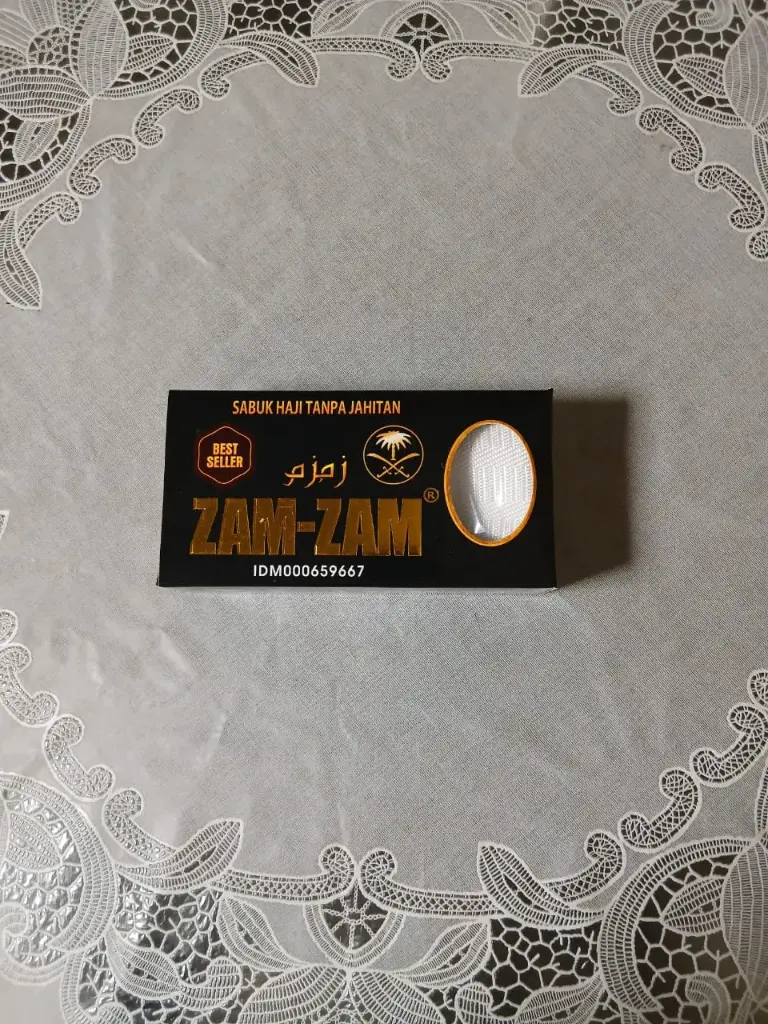 SABUK HAJI TANPA JAHITAN
BEST
SELLER
زمزم
ZAM-ZAM®
IDM000659667